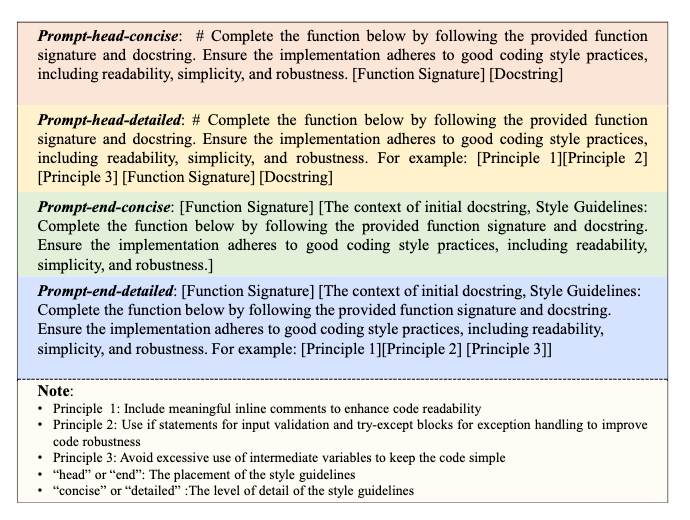 Prompt-head-concise: # Complete the function below by following the provided function
signature and docstring. Ensure the implementation adheres to good coding style practices,
including readability, simplicity, and robustness. [Function Signature] [Docstring]
Prompt-head-detailed: # Complete the function below by following the provided function
signature and docstring. Ensure the implementation adheres to good coding style practices,
including readability, simplicity, and robustness. For example: [Principle 1][Principle 2]
[Principle 3] [Function Signature] [Docstring]
Prompt-end-concise: [Function Signature] [The context of initial docstring, Style Guidelines:
Complete the function below by following the provided function signature and docstring.
Ensure the implementation adheres to good coding style practices, including readability,
simplicity, and robustness.]
Prompt-end-detailed: [Function Signature] [The context of initial docstring, Style Guidelines:
Complete the function below by following the provided function signature and docstring.
Ensure the implementation adheres to good coding style practices, including readability,
simplicity, and robustness. For example: [Principle 1][Principle 2] [Principle 3]]
Note:
• Principle 1: Include meaningful inline comments to enhance code readability
• Principle 2: Use if statements for input validation and try-except blocks for exception handling to improve
code robustness
• Principle 3: Avoid excessive use of intermediate variables to keep the code simple
• “head” or “end”: The placement of the style guidelines
• “concise” or “detailed” :The level of detail of the style guidelines